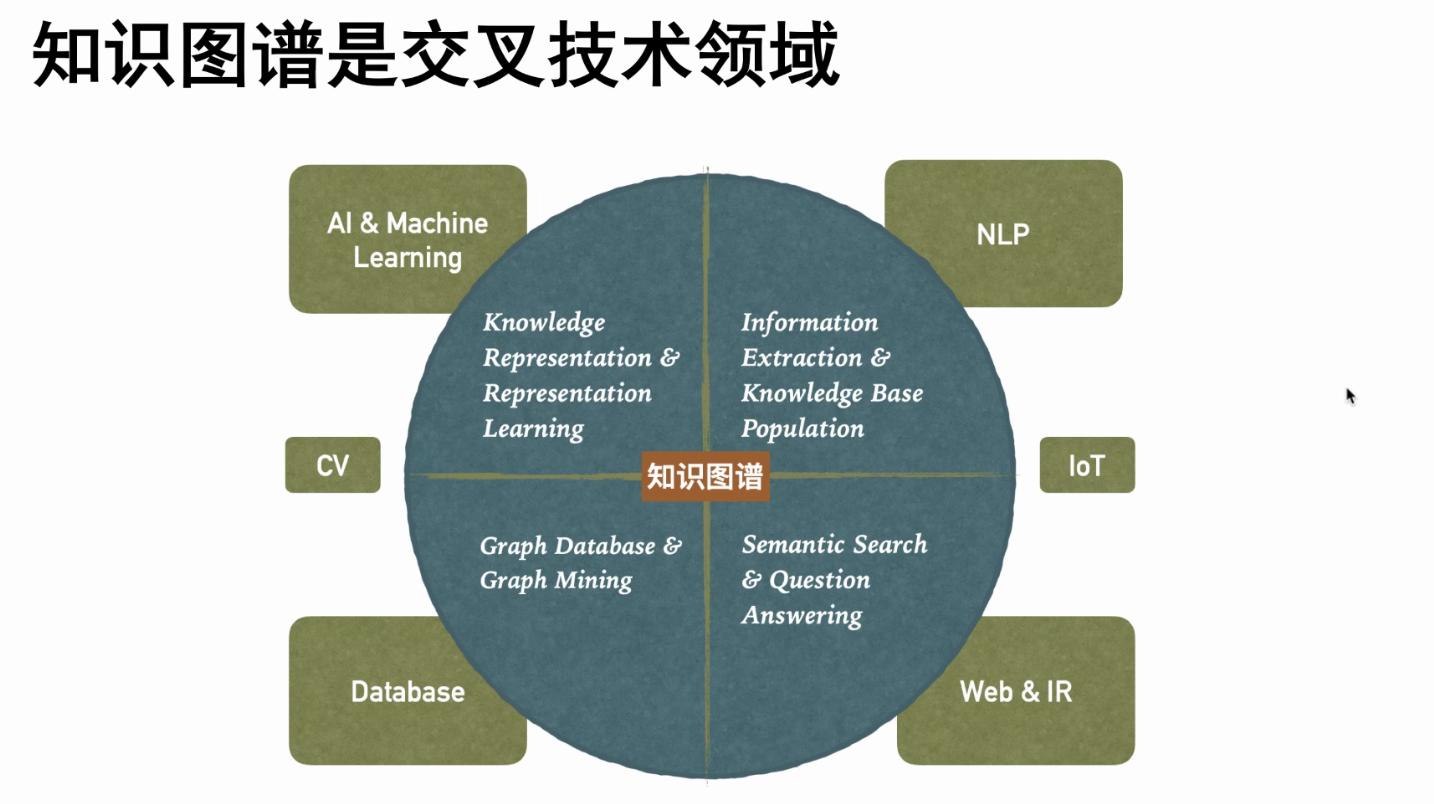 知识图谱是交叉技术领域
AI & Machine
Learning
NLP
Knowledge
Representation &
Representation
Learning
Information
Extraction &
Knowledge Base
Population
CV
知识图谱
IoT
Graph Database &
Graph Mining
Semantic Search
& Question
Answering
Database
Web & IR